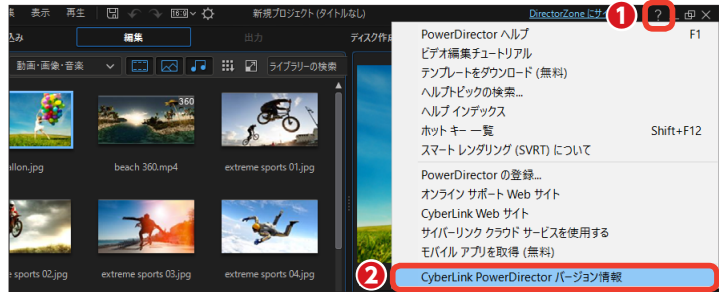 表示 再生 16:9 新規プロジェクト (タイトルなし) DirectorZone にサイ 1 ?
込み 編集 出力 ディスク作成
動画・画像・音楽 ライブラリーの検索
360
allon.jpg beach 360.mp4 extreme sports 01.jpg
sports 02.jpg extreme sports 03.jpg extreme sports 04.jpg
PowerDirector ヘルプ F1
ビデオ編集チュートリアル
テンプレートをダウンロード (無料)
ヘルプトピックの検索...
ヘルプ インデックス
ホット キー 一覧 Shift+F12
スマート レンダリング (SVRT) について
PowerDirector の登録...
オンライン サポート Web サイト
CyberLink Web サイト
サイバーリンク クラウド サービスを使用する
モバイル アプリを取得 (無料)
2 CyberLink PowerDirector バージョン情報